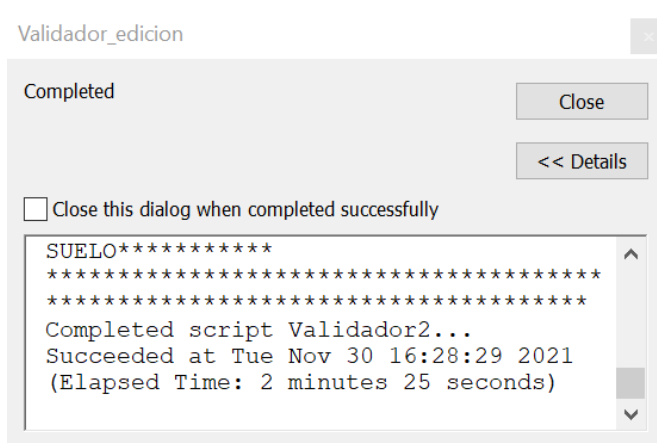 Validador_edicion
Completed
Close
<< Details
Close this dialog when completed successfully
SUELO***********
***************************************
**************************************
Completed script Validador2...
Succeeded at Tue Nov 30 16:28:29 2021
(Elapsed Time: 2 minutes 25 seconds)